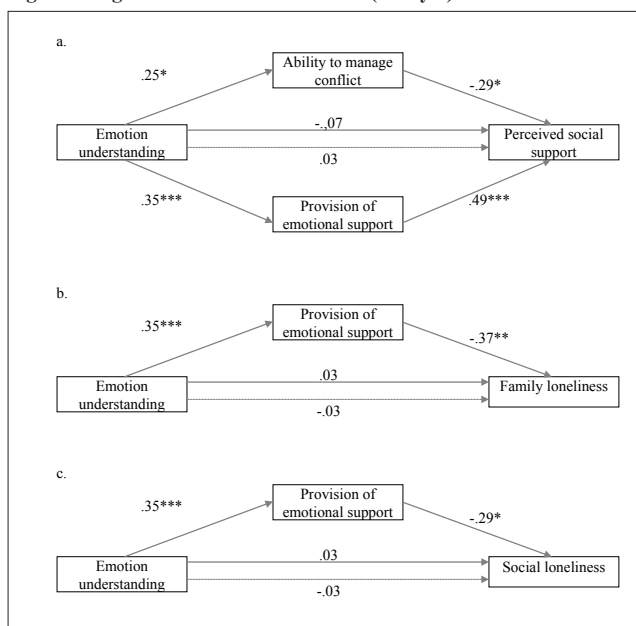 a.
Ability to manage
conflict
.25*
-.29*
Emotion
understanding
-.,07
.03
Perceived social
support
.35***
Provision of
emotional support
.49***
b.
Provision of
emotional support
.35***
-.37**
Emotion
understanding
.03
-.03
Family loneliness
c.
Provision of
emotional support
.35***
-.29*
Emotion
understanding
.03
-.03
Social loneliness